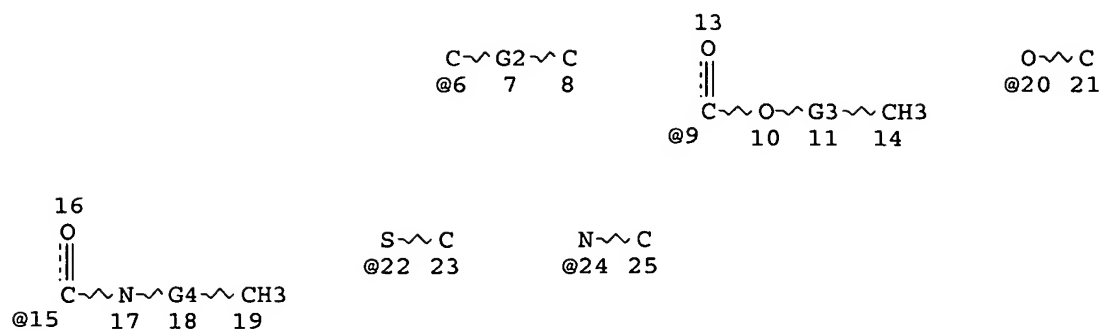 13
O
C~G2~C
@6 7 8
C~O~G3~CH3
@9 10 11 14
O~C
@20 21
16
O
C~N~G4~CH3
@15 17 18 19
S~C
@22 23
N~C
@24 25